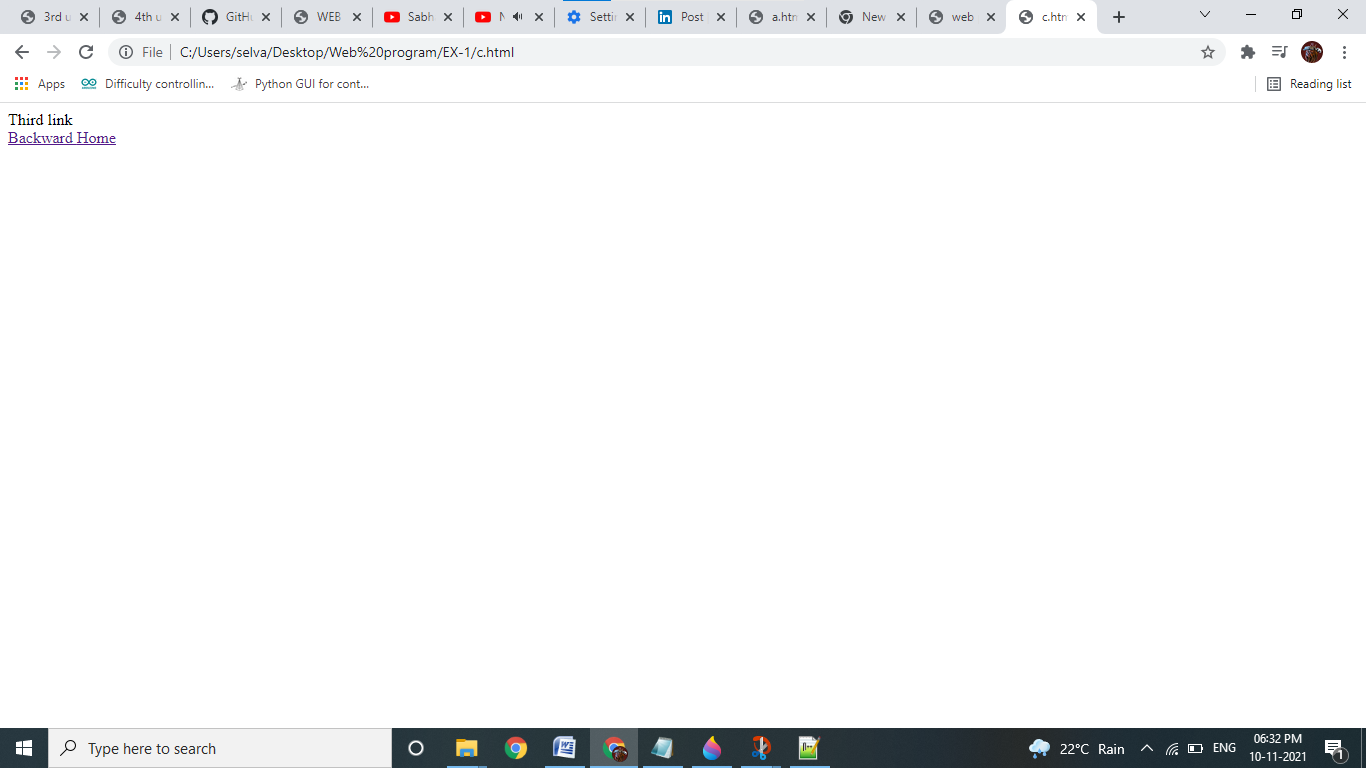 3rd u
4th u
GitHu
WEB
Sabh
N
Setti
Post
a.htm
New
web
c.htm
File
C:/Users/selva/Desktop/Web%20program/EX-1/c.html
Apps
Difficulty controllin...
Python GUI for cont...
Reading list
Third link
Backward Home
Type here to search
22°C Rain
ENG
06:32 PM
10-11-2021
1